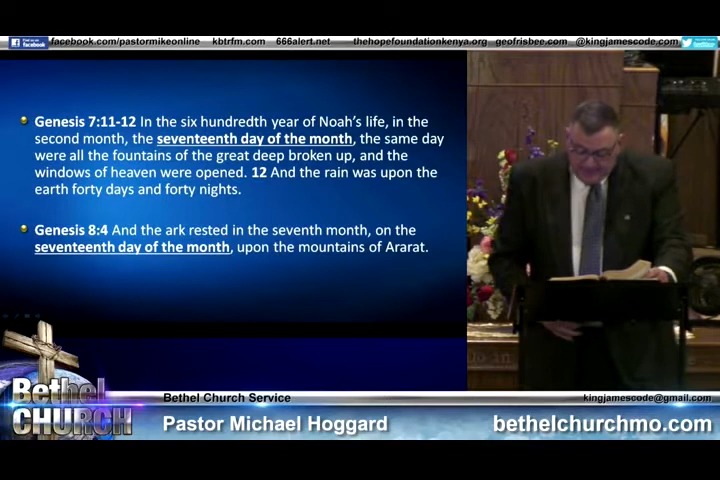 Find us on facebook facebook.com/pastormikeonline kbtrfm.com 666alert.net thehopefoundationkenya.org geofrisbee.com @kingjamescode.com twitter
Genesis 7:11-12 In the six hundredth year of Noah's life, in the
second month, the seventeenth day of the month, the same day
were all the fountains of the great deep broken up, and the
windows of heaven were opened. 12 And the rain was upon the
earth forty days and forty nights.
Genesis 8:4 And the ark rested in the seventh month, on the
seventeenth day of the month, upon the mountains of Ararat.
Bethel
CHURCH
Bethel Church Service kingjamescode@gmail.com
Pastor Michael Hoggard bethelchurchmo.com